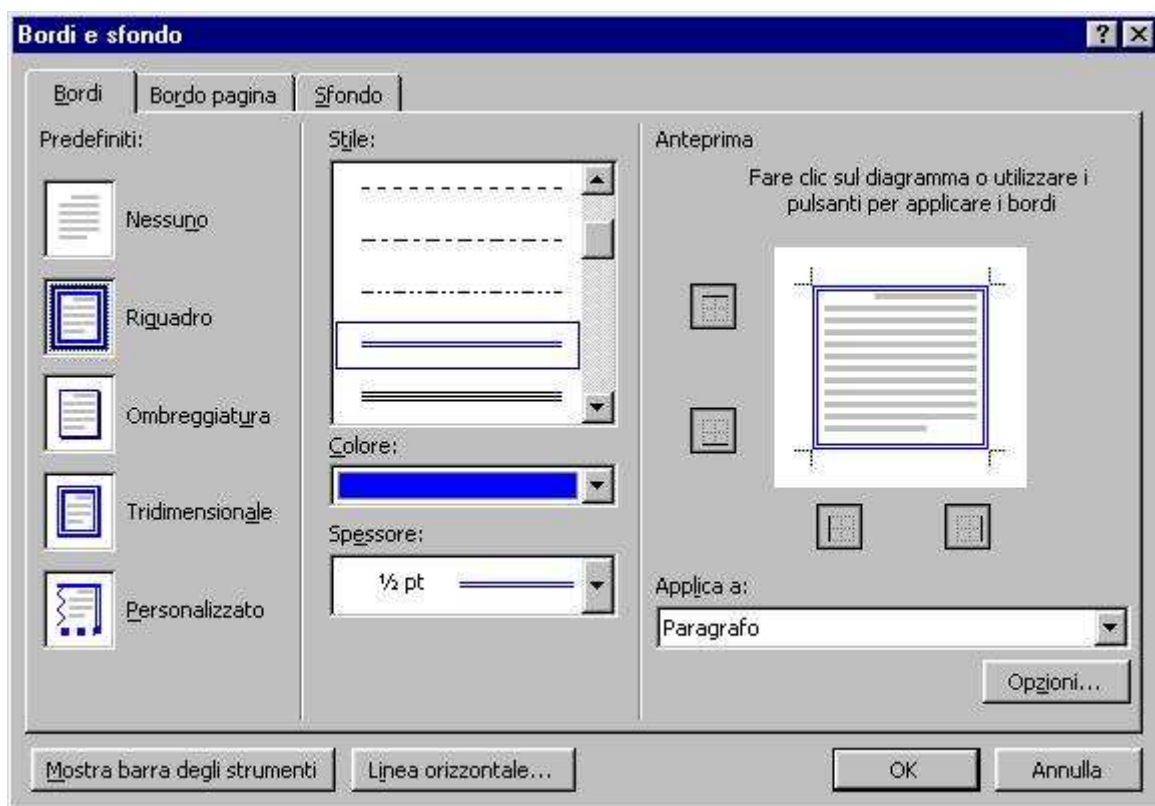 Bordi e sfondo
Bordi
Bordo pagina
Sfondo
Predefiniti:
Nessuno
Riquadro
Ombreggiatura
Tridimensionale
Personalizzato
Stile:
Colore:
Spessore:
½ pt
Anteprima
Fare clic sul diagramma o utilizzare i
pulsanti per applicare i bordi
Applica a:
Paragrafo
Opzioni...
Mostra barra degli strumenti
Linea orizzontale...
OK
Annulla